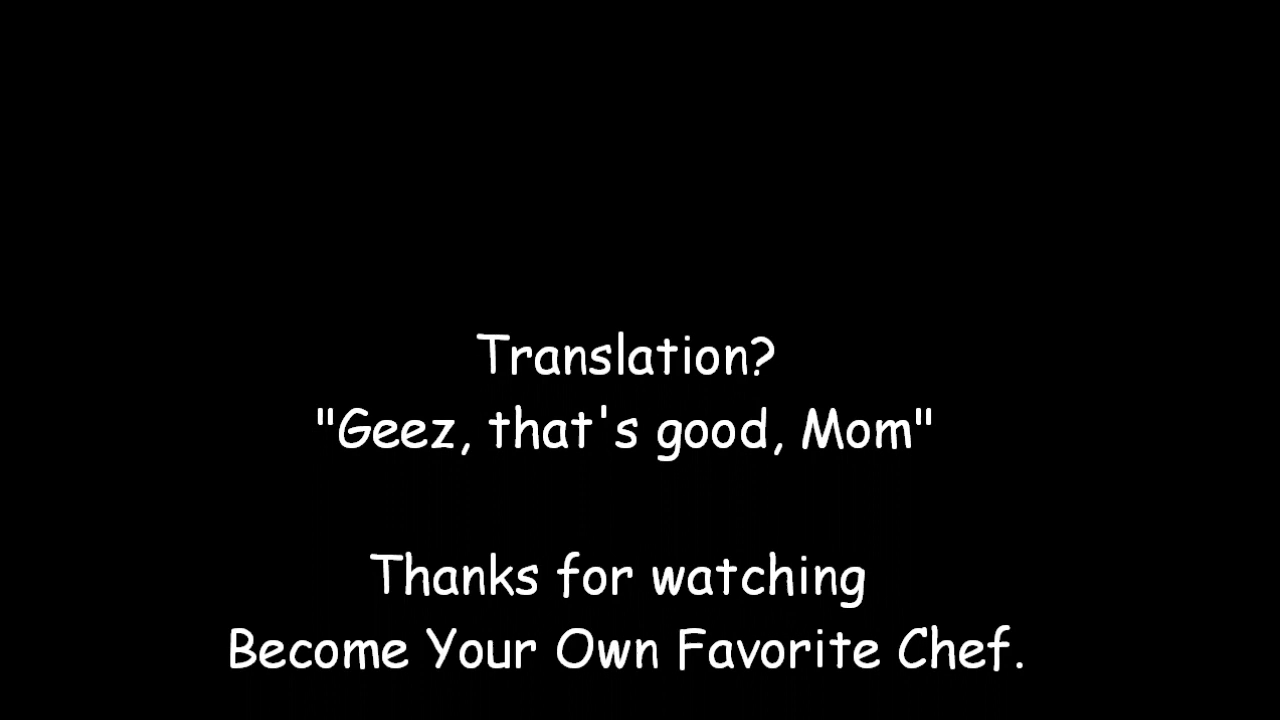 Translation?
"Geez, that's good, Mom"
Thanks for watching
Become Your Own Favorite Chef.